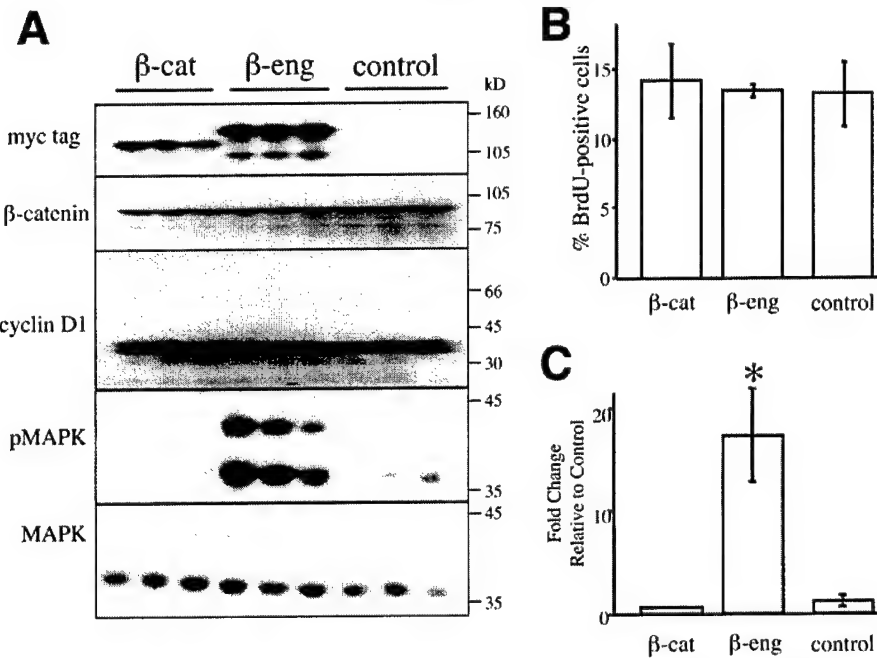 A
β-cat β-eng control
kD
myc tag
160
105
β-catenin
105
75
cyclin D1
66
45
30
pMAPK
45
35
MAPK
45
35
B
% BrdU-positive cells
15
10
5
0
β-cat β-eng control
C
Fold Change
Relative to Control
20
10
0
*
β-cat β-eng control